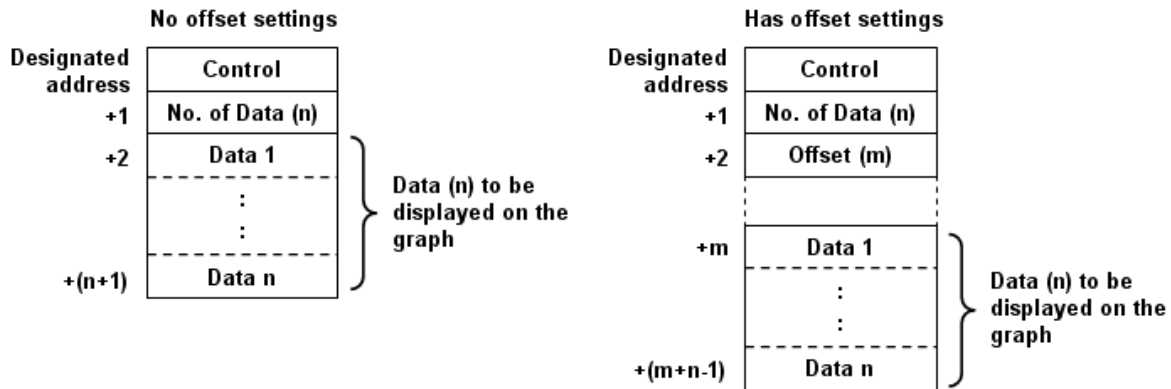 No offset settings
Designated
address
Control
+1
No. of Data (n)
+2
Data 1
:
:
+(n+1)
Data n
Data (n) to be
displayed on the
graph
Has offset settings
Designated
address
Control
+1
No. of Data (n)
+2
Offset (m)
+m
Data 1
:
:
+(m+n-1)
Data n
Data (n) to be
displayed on the
graph